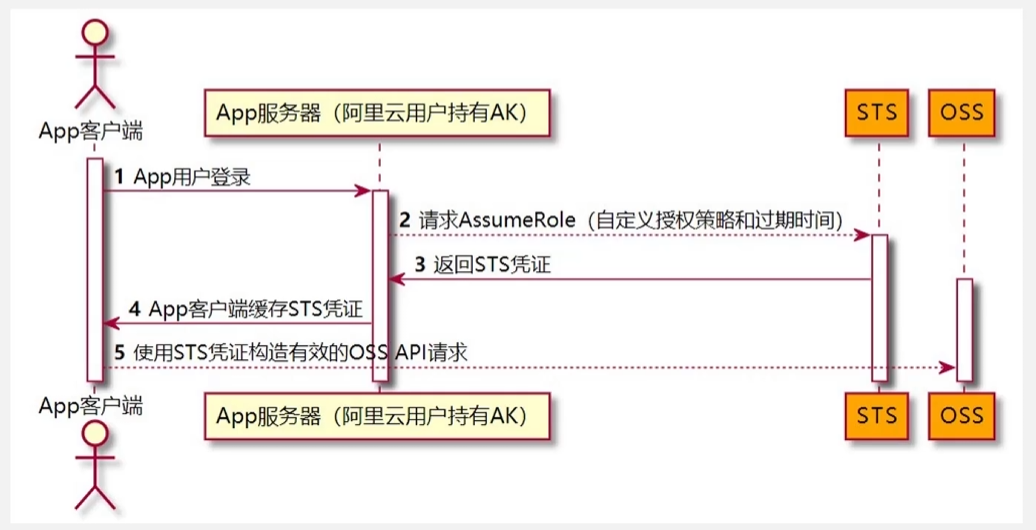 App客户端
App服务器（阿里云用户持有AK）
STS
OSS
1 App用户登录
2 请求AssumeRole（自定义授权策略和过期时间）
3 返回STS凭证
4 App客户端缓存STS凭证
5 使用STS凭证构造有效的OSS API请求
App客户端
App服务器（阿里云用户持有AK）
STS
OSS